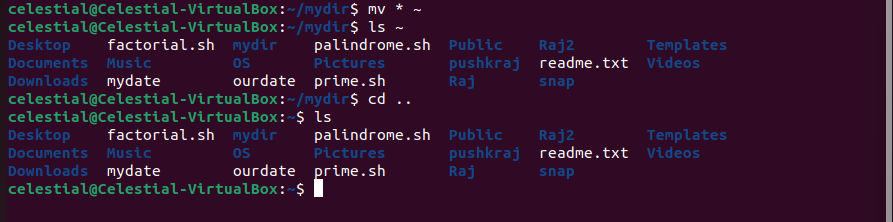 celestial@Celestial-VirtualBox:~/mydir$ mv * ~
celestial@Celestial-VirtualBox:~/mydir$ ls ~
Desktop    factorial.sh  mydir    palindrome.sh  Public    Raj2        Templates
Documents  Music         OS       Pictures       pushkraj  readme.txt  Videos
Downloads  mydate        ourdate  prime.sh       Raj       snap
celestial@Celestial-VirtualBox:~/mydir$ cd ..
celestial@Celestial-VirtualBox:~$ ls
Desktop    factorial.sh  mydir    palindrome.sh  Public    Raj2        Templates
Documents  Music         OS       Pictures       pushkraj  readme.txt  Videos
Downloads  mydate        ourdate  prime.sh       Raj       snap
celestial@Celestial-VirtualBox:~$